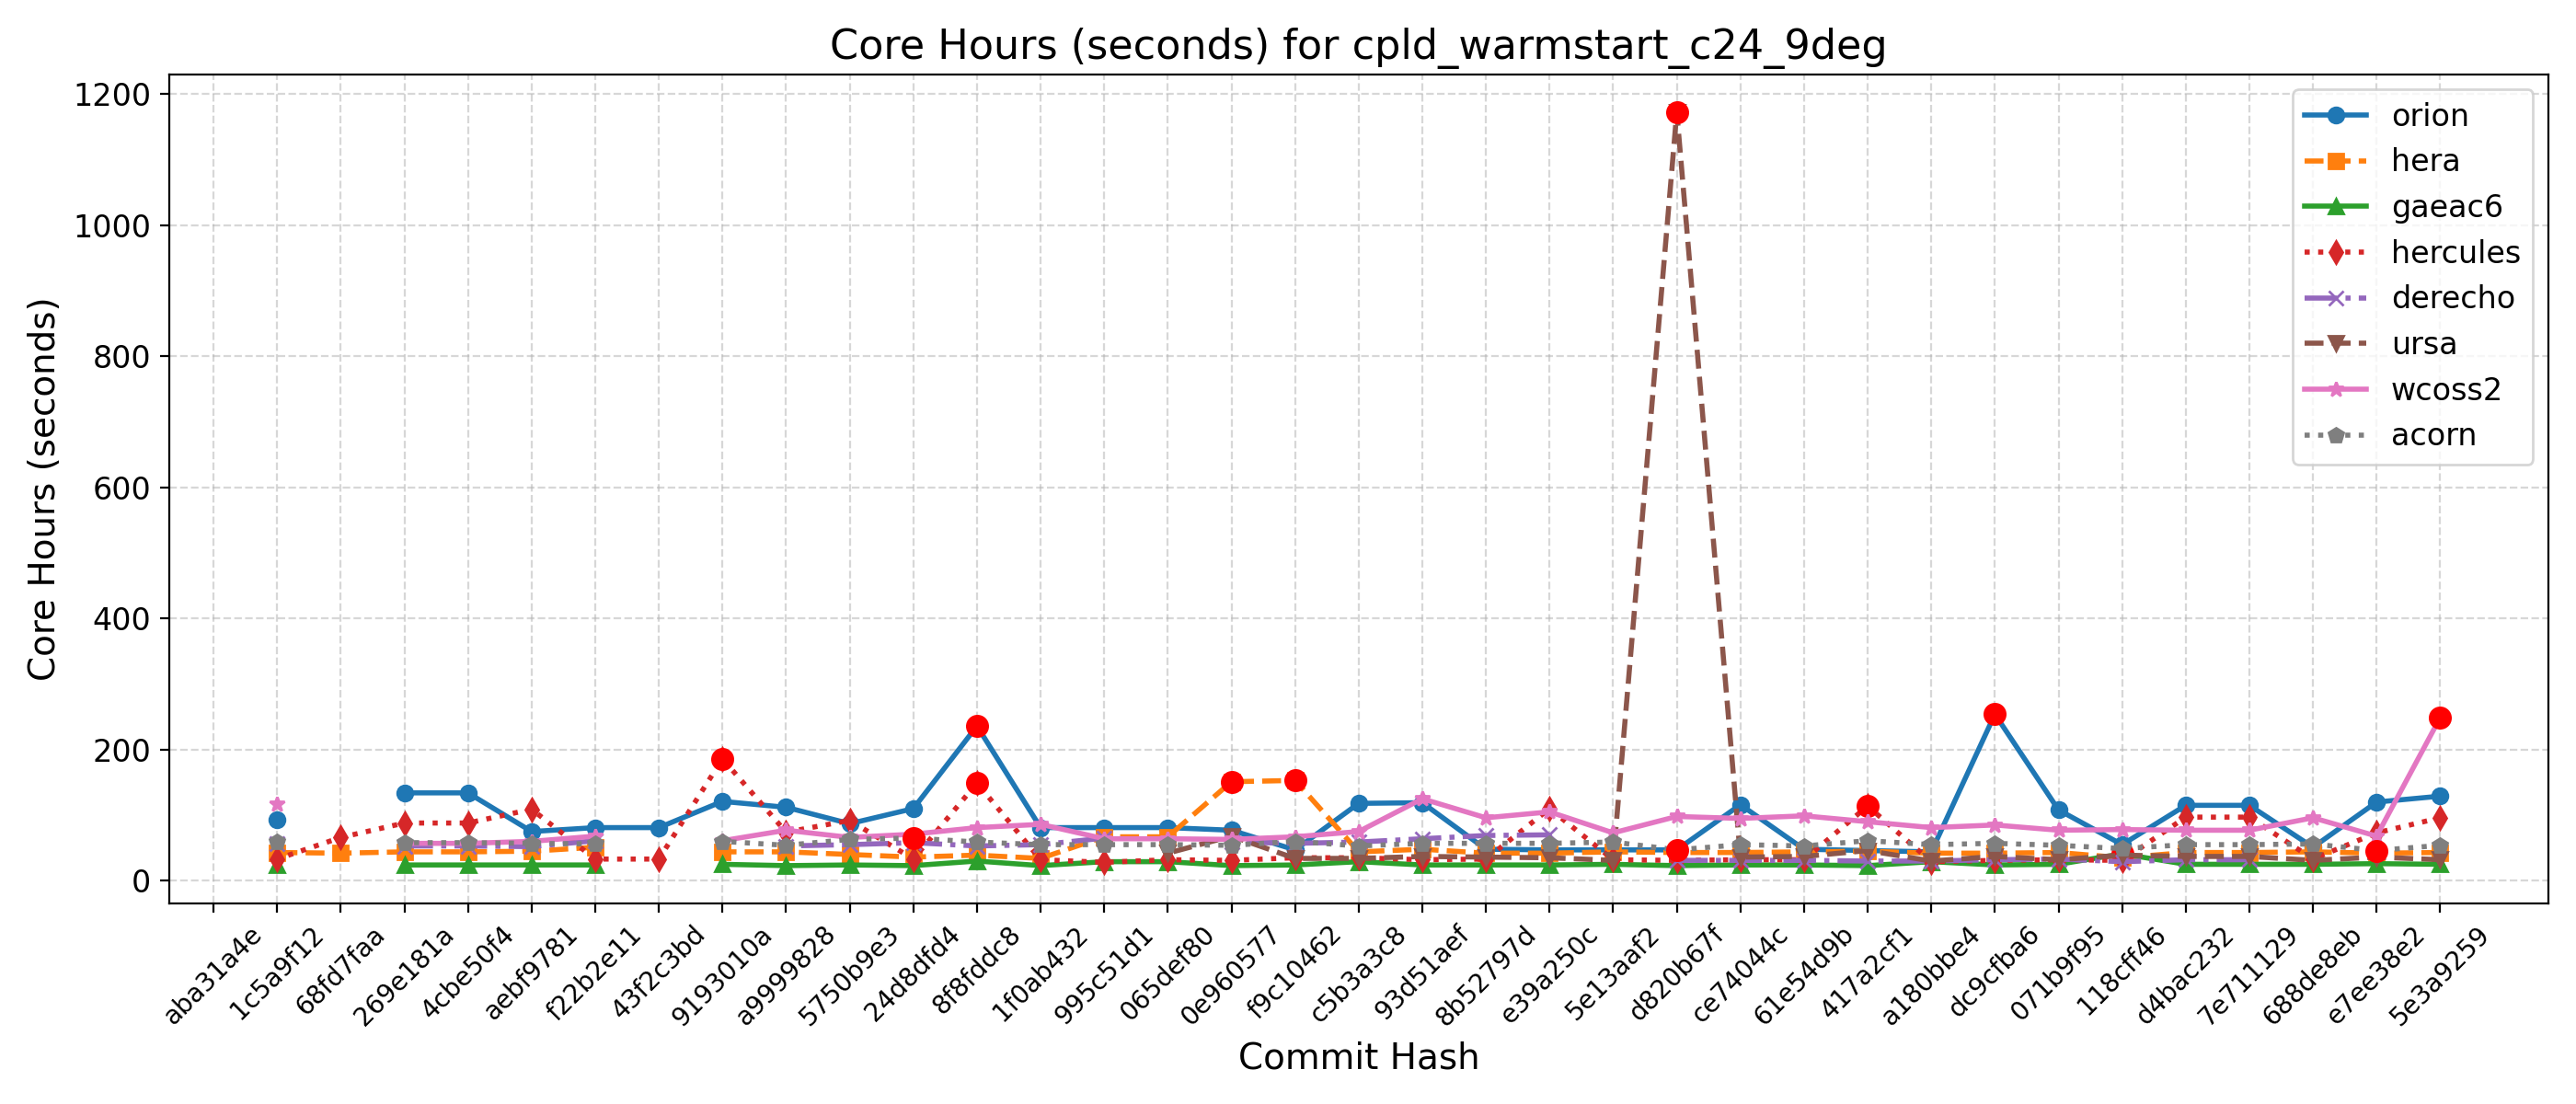 Core Hours (seconds) for cpld_warmstart_c24_9deg
Core Hours (seconds)
1200
1000
800
600
400
200
0
orion
hera
gaeac6
hercules
derecho
ursa
wcoss2
acorn
aba31a4e
1c5a9f12
68fd7faa
269e181a
4cbe50f4
aebf9781
f22b2e11
43f2c3bd
9193010a
a9999828
5750b9e3
24d8dfd4
8f8fddc8
1f0ab432
995c51d1
065def80
0e960577
f9c10462
c5b3a3c8
93d51aef
8b52797d
e39a250c
5e13aaf2
d820b67f
ce74044c
61e54d9b
417a2cf1
a180bbe4
dc9cfba6
071b9f95
118cff46
d4bac232
7e711129
688de8eb
e7ee38e2
5e3a9259
Commit Hash